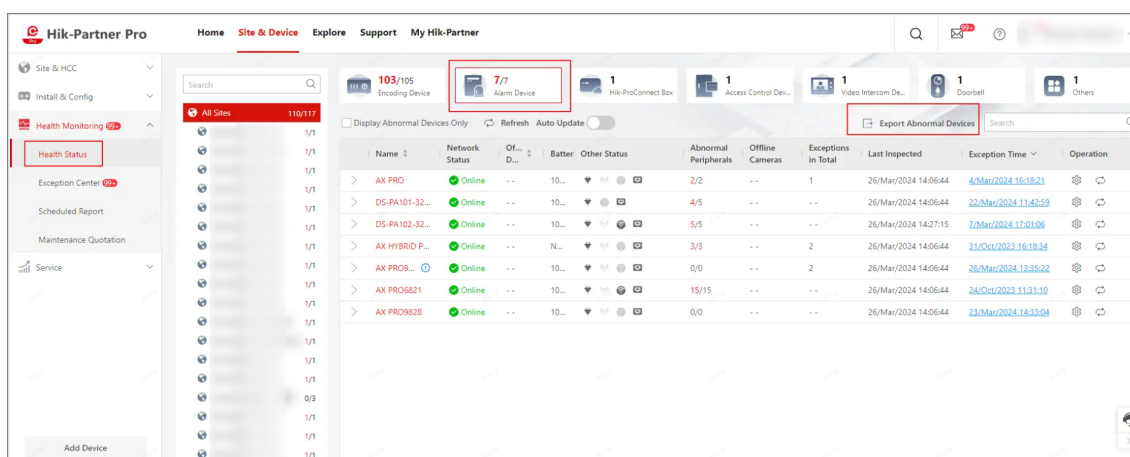 Hik-Partner Pro
Home Site & Device Explore Support My Hik-Partner
99+
Site & HCC
Install & Config
Health Monitoring 99+
Health Status
Exception Center 99+
Scheduled Report
Maintenance Quotation
Service
Add Device
Search
All Sites 110/117
1/1
1/1
1/1
1/1
1/1
1/1
1/1
1/1
1/1
1/1
1/1
1/1
1/1
1/1
0/3
1/1
1/1
1/1
103/105
Encoding Device
7/7
Alarm Device
1
Hik-ProConnect Box
1
Access Control Dev...
1
Video Intercom De...
1
Doorbell
1
Others
Display Abnormal Devices Only Refresh Auto Update Export Abnormal Devices Search
Name Network Status Of... D... Batter Other Status Abnormal Peripherals Offline Cameras Exceptions in Total Last Inspected Exception Time Operation
AX PRO Online - - 10... 2/2 - - 1 26/Mar/2024 14:06:44 4/Mar/2024 16:18:21
DS-PA101-32... Online - - 10... 4/5 - - - - 26/Mar/2024 14:06:44 22/Mar/2024 11:42:59
DS-PA102-32... Online - - 10... 5/5 - - - - 26/Mar/2024 14:27:15 7/Mar/2024 17:01:06
AX HYBRID P... Online - - N... 3/3 - - 2 26/Mar/2024 14:06:44 31/Oct/2023 16:18:34
AX PRO9... Online - - 10... 0/0 - - 2 26/Mar/2024 14:06:44 26/Mar/2024 13:35:22
AX PRO6821 Online - - 10... 15/15 - - - - 26/Mar/2024 14:06:44 24/Oct/2023 11:31:10
AX PRO9828 Online - - 10... 0/0 - - - - 26/Mar/2024 14:06:44 23/Mar/2024 14:33:04